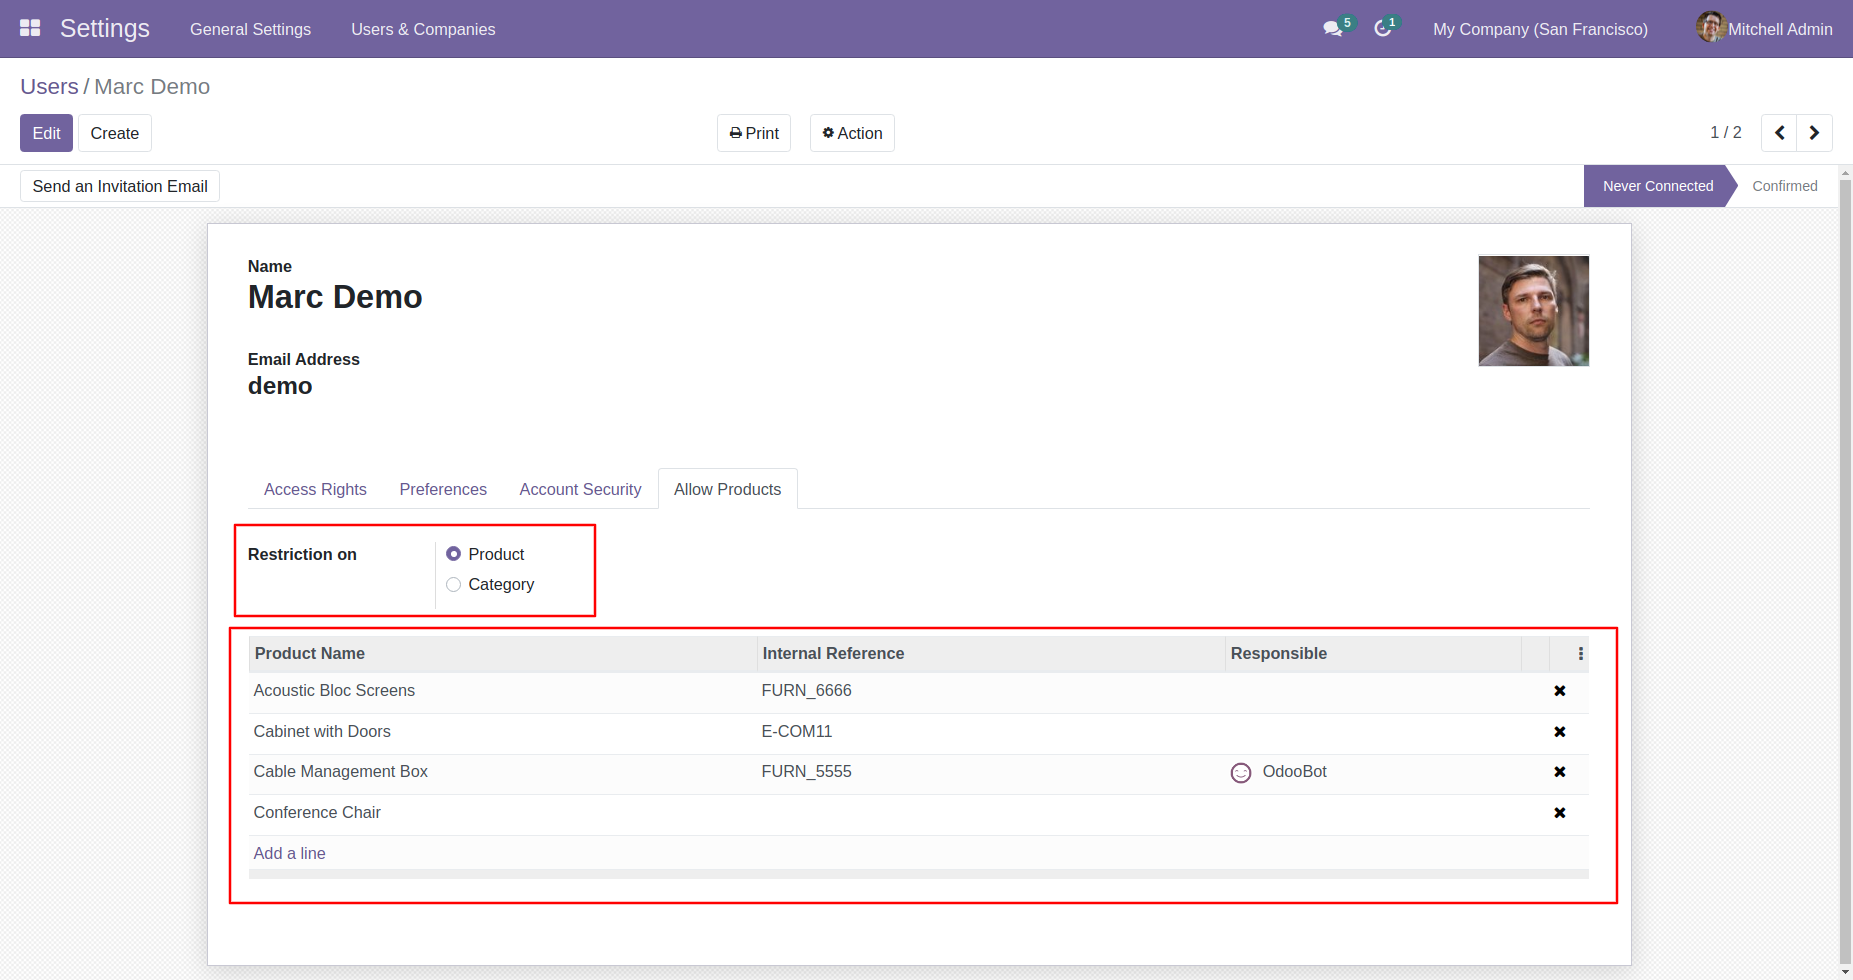 Settings General Settings Users & Companies 5 1 My Company (San Francisco) Mitchell Admin
Users / Marc Demo
Edit Create Print Action 1 / 2
Send an Invitation Email Never Connected Confirmed
Name
Marc Demo
Email Address
demo
Access Rights Preferences Account Security Allow Products
Restriction on Product
Category
Product Name Internal Reference Responsible
Acoustic Bloc Screens FURN_6666
Cabinet with Doors E-COM11
Cable Management Box FURN_5555 OdooBot
Conference Chair
Add a line